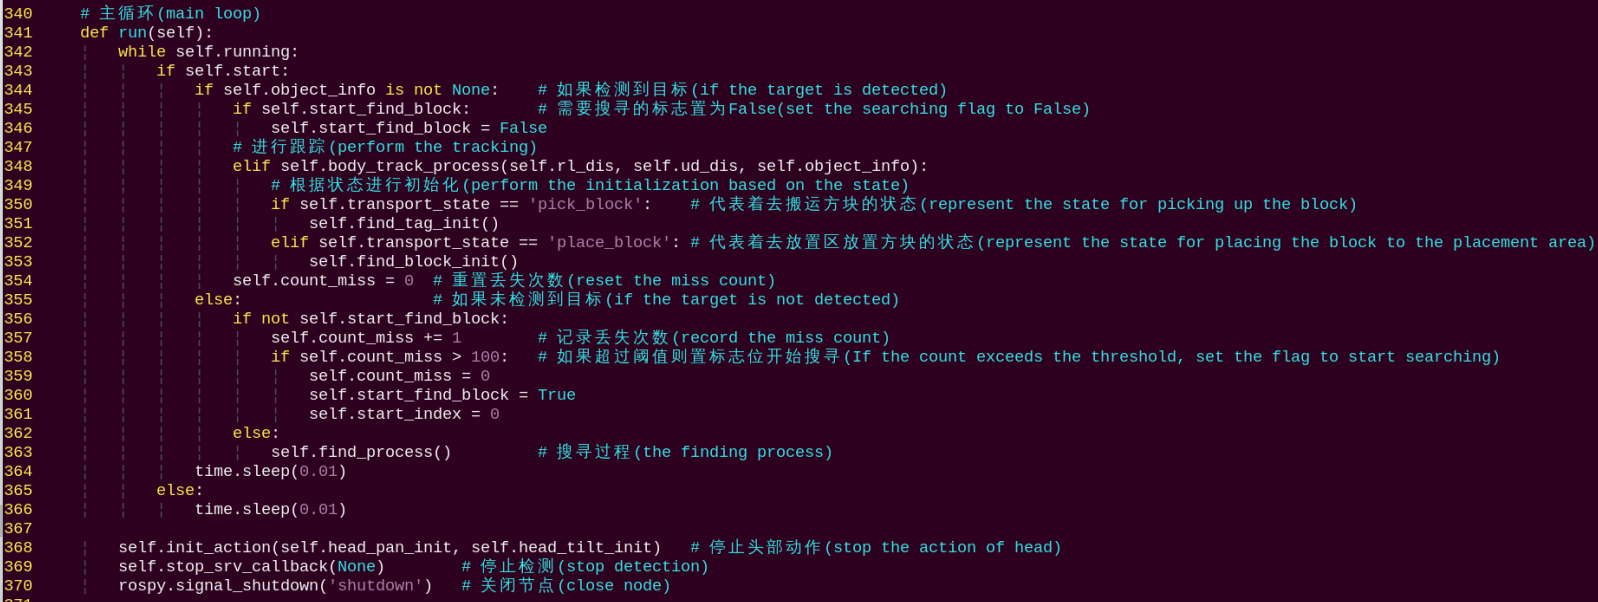 340     # 主循环(main loop)
341     def run(self):
342         while self.running:
343             if self.start:
344                 if self.object_info is not None:    # 如果检测到目标(if the target is detected)
345                     if self.start_find_block:       # 需要搜寻的标志置为False(set the searching flag to False)
346                         self.start_find_block = False
347                     # 进行跟踪(perform the tracking)
348                     elif self.body_track_process(self.rl_dis, self.ud_dis, self.object_info):
349                         # 根据状态进行初始化(perform the initialization based on the state)
350                         if self.transport_state == 'pick_block':    # 代表着去搬运方块的状态(represent the state for picking up the block)
351                             self.find_tag_init()
352                         elif self.transport_state == 'place_block': # 代表着去放置区放置方块的状态(represent the state for placing the block to the placement area)
353                             self.find_block_init()
354                     self.count_miss = 0  # 重置丢失次数(reset the miss count)
355                 else:                    # 如果未检测到目标(if the target is not detected)
356                     if not self.start_find_block:
357                         self.count_miss += 1        # 记录丢失次数(record the miss count)
358                         if self.count_miss > 100:   # 如果超过阈值则置标志位开始搜寻(If the count exceeds the threshold, set the flag to start searching)
359                             self.count_miss = 0
360                             self.start_find_block = True
361                             self.start_index = 0
362                     else:
363                         self.find_process()         # 搜寻过程(the finding process)
364                 time.sleep(0.01)
365             else:
366                 time.sleep(0.01)
367
368         self.init_action(self.head_pan_init, self.head_tilt_init)   # 停止头部动作(stop the action of head)
369         self.stop_srv_callback(None)        # 停止检测(stop detection)
370         rospy.signal_shutdown('shutdown')   # 关闭节点(close node)
371